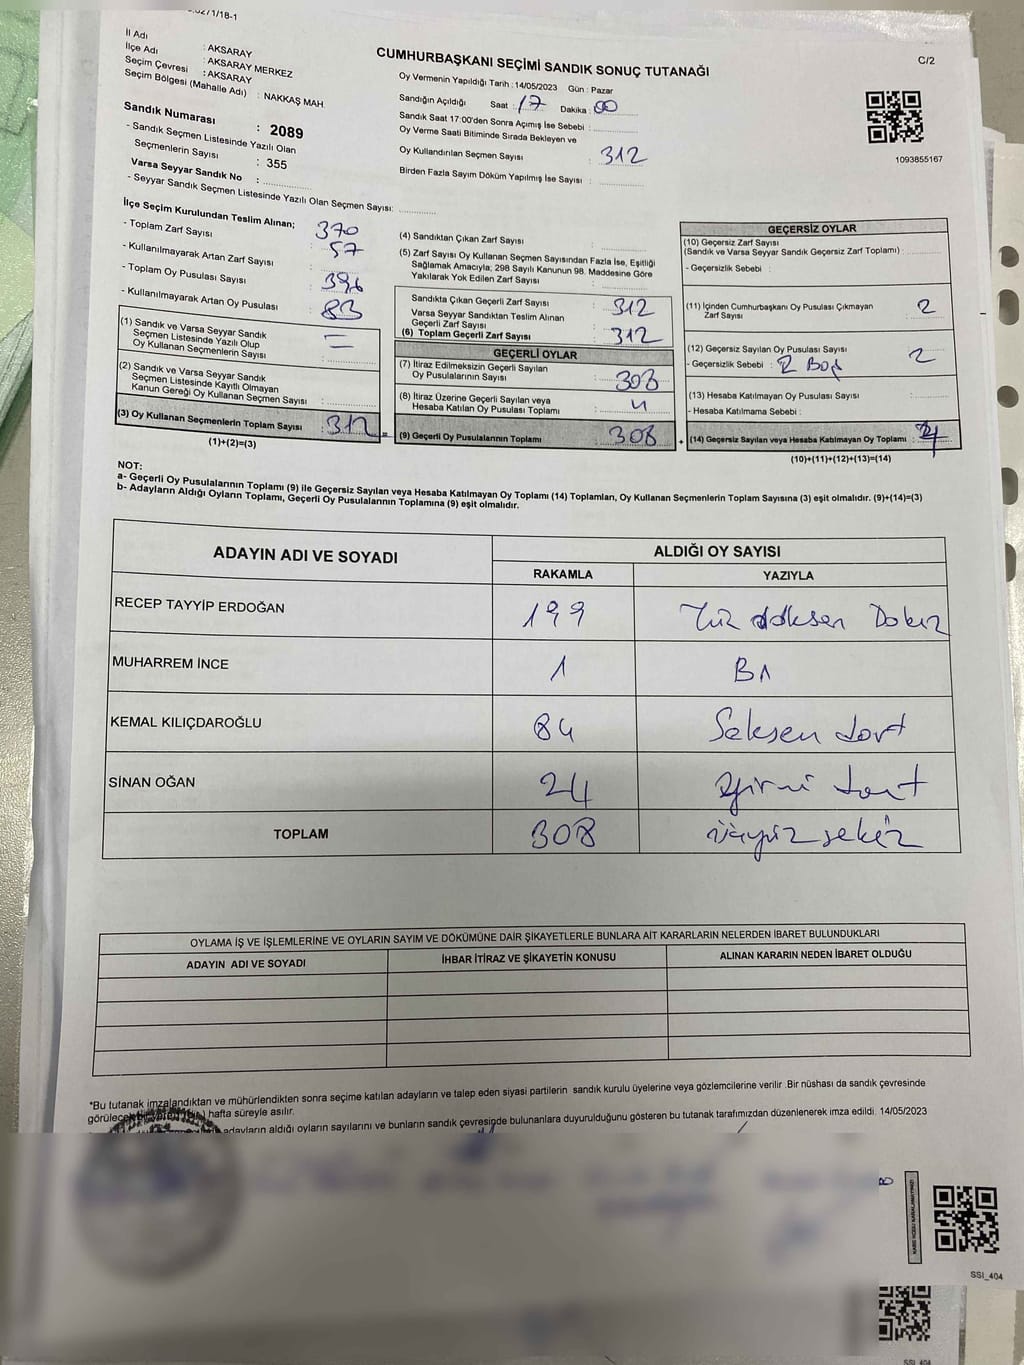 İl Adı : AKSARAY
İlçe Adı : AKSARAY MERKEZ
Seçim Çevresi : AKSARAY
Seçim Bölgesi (Mahalle Adı) : NAKKAŞ MAH
Sandık Numarası : 2089
- Sandık Seçmen Listesinde Yazılı Olan
Seçmenlerin Sayısı : 355
Varsa Seyyar Sandık No :
- Seyyar Sandık Seçmen Listesinde Yazılı Olan Seçmen Sayısı:
CUMHURBAŞKANI SEÇİMİ SANDIK SONUÇ TUTANAĞI
Oy Vermenin Yapıldığı Tarih : 14/05/2023 Gün : Pazar
Sandığın Açıldığı Saat : 17 Dakika : 00
Sandık Saat 17:00'den Sonra Açımış İse Sebebi :
Oy Verme Saati Bitiminde Sırada Bekleyen ve
Oy Kullandırılan Seçmen Sayısı : 312
Birden Fazla Sayım Döküm Yapılmış İse Sayısı :
C/2
1093855167
İlçe Seçim Kurulundan Teslim Alınan;
- Toplam Zarf Sayısı : 370
- Kullanılmayarak Artan Zarf Sayısı : 57
- Toplam Oy Pusulası Sayısı :
- Kullanılmayarak Artan Oy Pusulası : 83
(1) Sandık ve Varsa Seyyar Sandık
Seçmen Listesinde Yazılı Olup
Oy Kullanan Seçmenlerin Sayısı :
(2) Sandık ve Varsa Seyyar Sandık
Seçmen Listesinde Kayıtlı Olmayan
Kanun Gereği Oy Kullanan Seçmen Sayısı :
(3) Oy Kullanan Seçmenlerin Toplam Sayısı : 312
(1)+(2)=(3)
(4) Sandıktan Çıkan Zarf Sayısı :
(5) Zarf Sayısı Oy Kullanan Seçmen Sayısından Fazla İse, Eşitliği
Sağlamak Amacıyla; 298 Sayılı Kanunun 98. Maddesine Göre
Yakılarak Yok Edilen Zarf Sayısı :
Sandıkta Çıkan Geçerli Zarf Sayısı : 312
Varsa Seyyar Sandıktan Teslim Alınan
Geçerli Zarf Sayısı :
(6) Toplam Geçerli Zarf Sayısı : 312
GEÇERLİ OYLAR
(7) İtiraz Edilmeksizin Geçerli Sayılan
Oy Pusulalarının Sayısı : 308
(8) İtiraz Üzerine Geçerli Sayılan veya
Hesaba Katılan Oy Pusulası Toplamı :
(9) Geçerli Oy Pusulalarının Toplamı : 308
GEÇERSİZ OYLAR
(10) Geçersiz Zarf Sayısı
(Sandık ve Varsa Seyyar Sandık Geçersiz Zarf Toplamı) :
- Geçersizlik Sebebi :
(11) İçinden Cumhurbaşkanı Oy Pusulası Çıkmayan
Zarf Sayısı : 2
(12) Geçersiz Sayılan Oy Pusulası Sayısı : 2
- Geçersizlik Sebebi : 2 Boş
(13) Hesaba Katılmayan Oy Pusulası Sayısı :
- Hesaba Katılmama Sebebi :
(14) Geçersiz Sayılan veya Hesaba Katılmayan Oy Toplamı : 4
(10)+(11)+(12)+(13)=(14)
NOT:
a- Geçerli Oy Pusulalarının Toplamı (9) ile Geçersiz Sayılan veya Hesaba Katılmayan Oy Toplamı (14) Toplamları, Oy Kullanan Seçmenlerin Toplam Sayısına (3) eşit olmalıdır. (9)+(14)=(3)
b- Adayların Aldığı Oyların Toplamı, Geçerli Oy Pusulalarının Toplamına (9) eşit olmalıdır.
ADAYIN ADI VE SOYADI ALDIĞI OY SAYISI
RAKAMLA YAZIYLA
RECEP TAYYİP ERDOĞAN 199 Yüz doksen Dokız
MUHARREM İNCE 1 Bı
KEMAL KILIÇDAROĞLU 84 Seksen dört
SİNAN OĞAN 24 yirmi dört
TOPLAM 308 üçyüz sekiz
OYLAMA İŞ VE İŞLEMLERİNE VE OYLARIN SAYIM VE DÖKÜMÜNE DAİR ŞİKAYETLERLE BUNLARA AİT KARARLARIN NELERDEN İBARET BULUNDUKLARI
ADAYIN ADI VE SOYADI İHBAR İTİRAZ VE ŞİKAYETİN KONUSU ALINAN KARARIN NEDEN İBARET OLDUĞU
*Bu tutanak imzalandıktan ve mühürlendikten sonra seçime katılan adayların ve talep eden siyasi partilerin sandık kurulu üyelerine veya gözlemcilerine verilir .Bir nüshası da sandık çevresinde
hafta süreyle asılır.
adayların aldığı oyların sayılarını ve bunların sandık çevresinde bulunanlara duyurulduğunu gösteren bu tutanak tarafımızdan düzenlenerek imza edildi. 14/05/2023
SSI_404